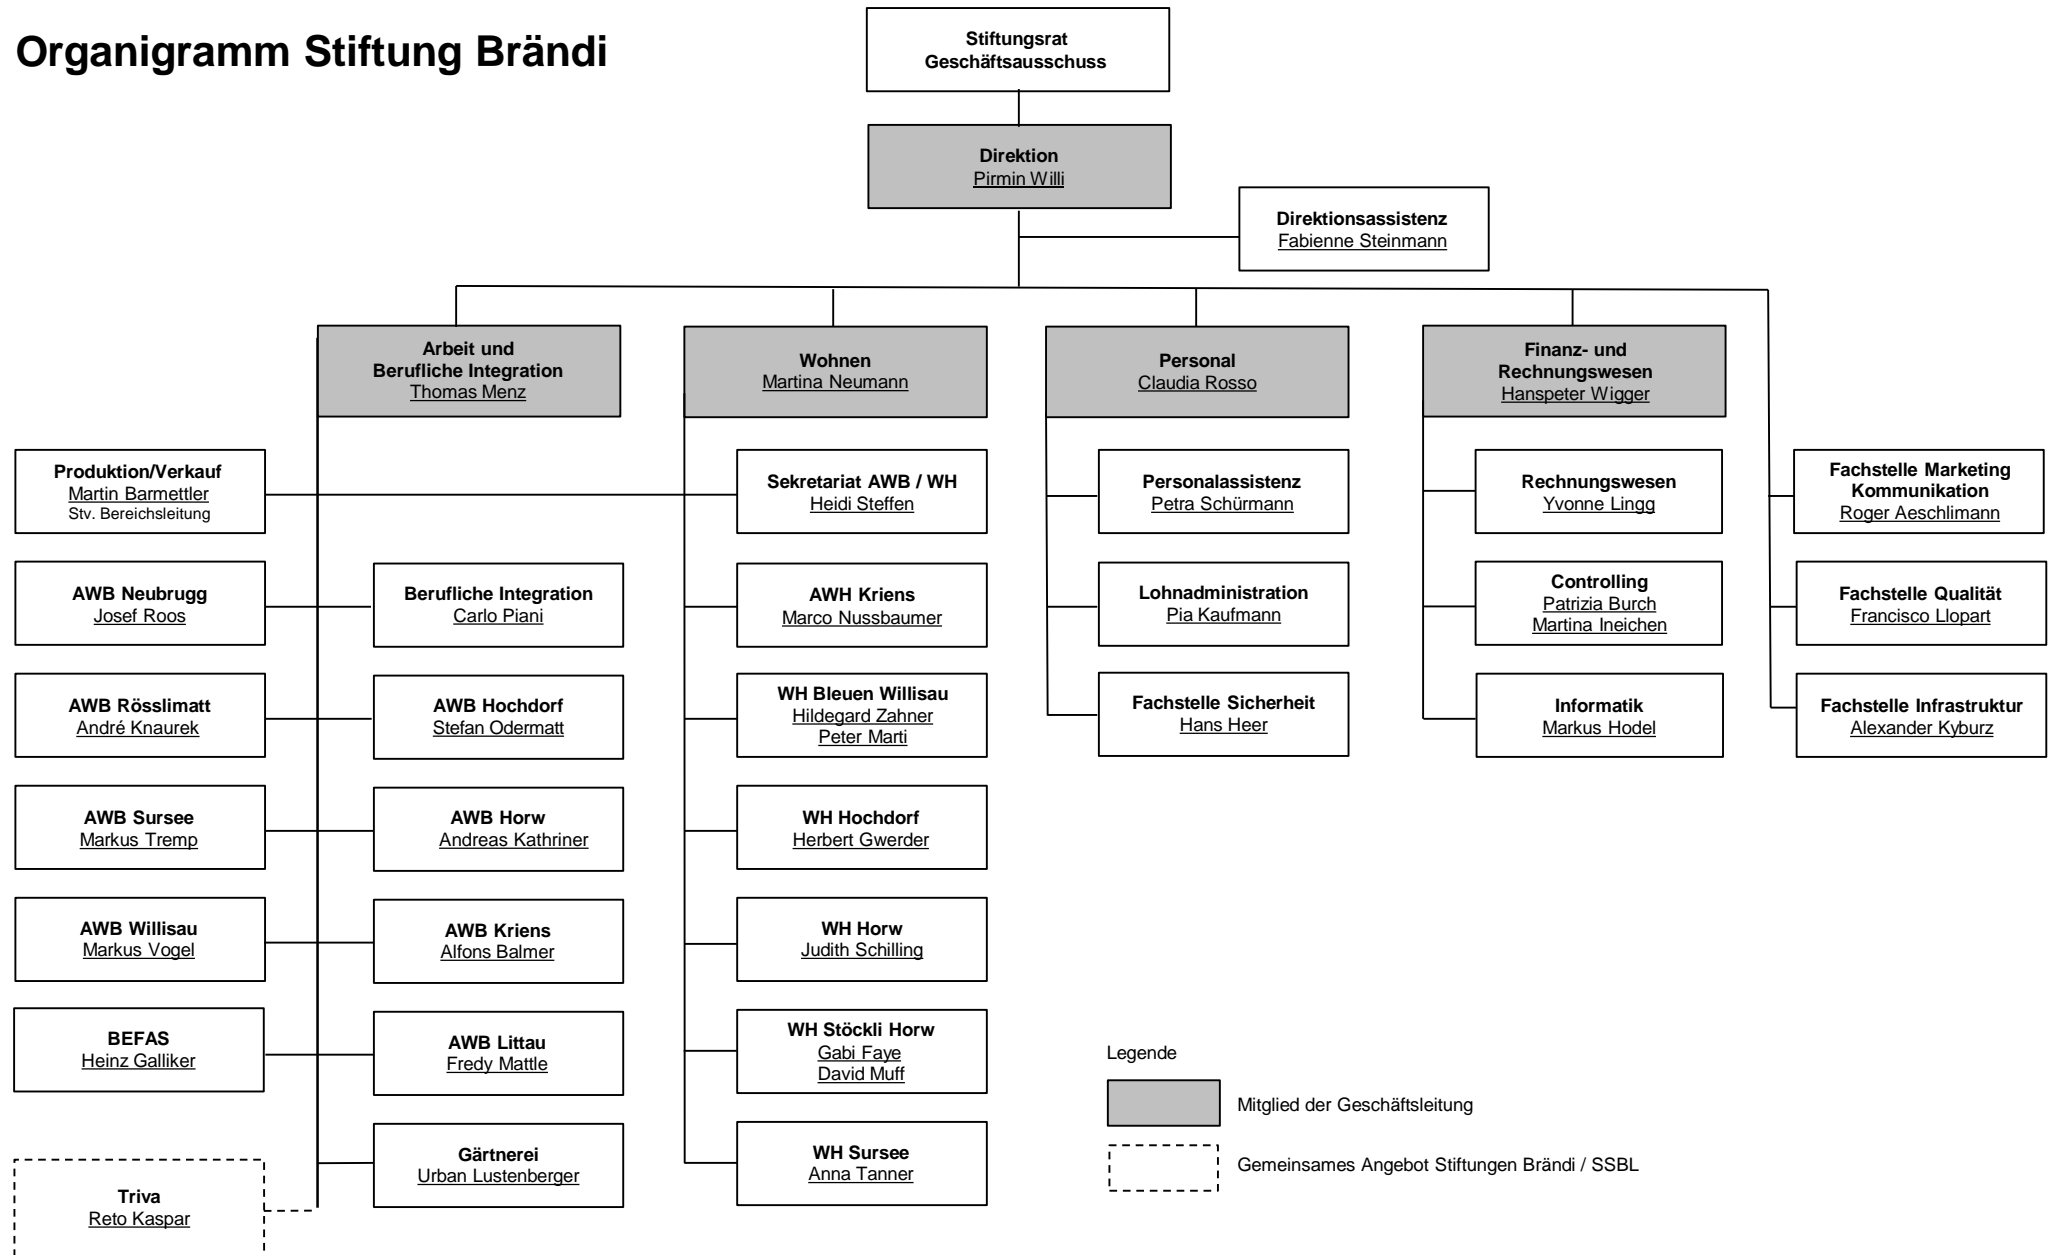 Organigramm Stiftung Brändi
Stiftungsrat
Geschäftsausschuss
Direktion
Pirmin Willi
Direktionsassistenz
Fabienne Steinmann
Arbeit und
Berufliche Integration
Thomas Menz
Wohnen
Martina Neumann
Personal
Claudia Rosso
Finanz- und
Rechnungswesen
Hanspeter Wigger
Produktion/Verkauf
Martin Barmettler
Stv. Bereichsleitung
Sekretariat AWB / WH
Heidi Steffen
Personalassistenz
Petra Schürmann
Rechnungswesen
Yvonne Lingg
Fachstelle Marketing
Kommunikation
Roger Aeschlimann
AWB Neubrugg
Josef Roos
Berufliche Integration
Carlo Piani
AWH Kriens
Marco Nussbaumer
Lohnadministration
Pia Kaufmann
Controlling
Patrizia Burch
Martina Ineichen
Fachstelle Qualität
Francisco Llopart
AWB Rösslimatt
André Knaurek
AWB Hochdorf
Stefan Odermatt
WH Bleuen Willisau
Hildegard Zahner
Peter Marti
Fachstelle Sicherheit
Hans Heer
Informatik
Markus Hodel
Fachstelle Infrastruktur
Alexander Kyburz
AWB Sursee
Markus Tremp
AWB Horw
Andreas Kathriner
WH Hochdorf
Herbert Gwerder
AWB Willisau
Markus Vogel
AWB Kriens
Alfons Balmer
WH Horw
Judith Schilling
BEFAS
Heinz Galliker
AWB Littau
Fredy Mattle
WH Stöckli Horw
Gabi Faye
David Muff
Triva
Reto Kaspar
Gärtnerei
Urban Lustenberger
WH Sursee
Anna Tanner
Legende
Mitglied der Geschäftsleitung
Gemeinsames Angebot Stiftungen Brändi / SSBL